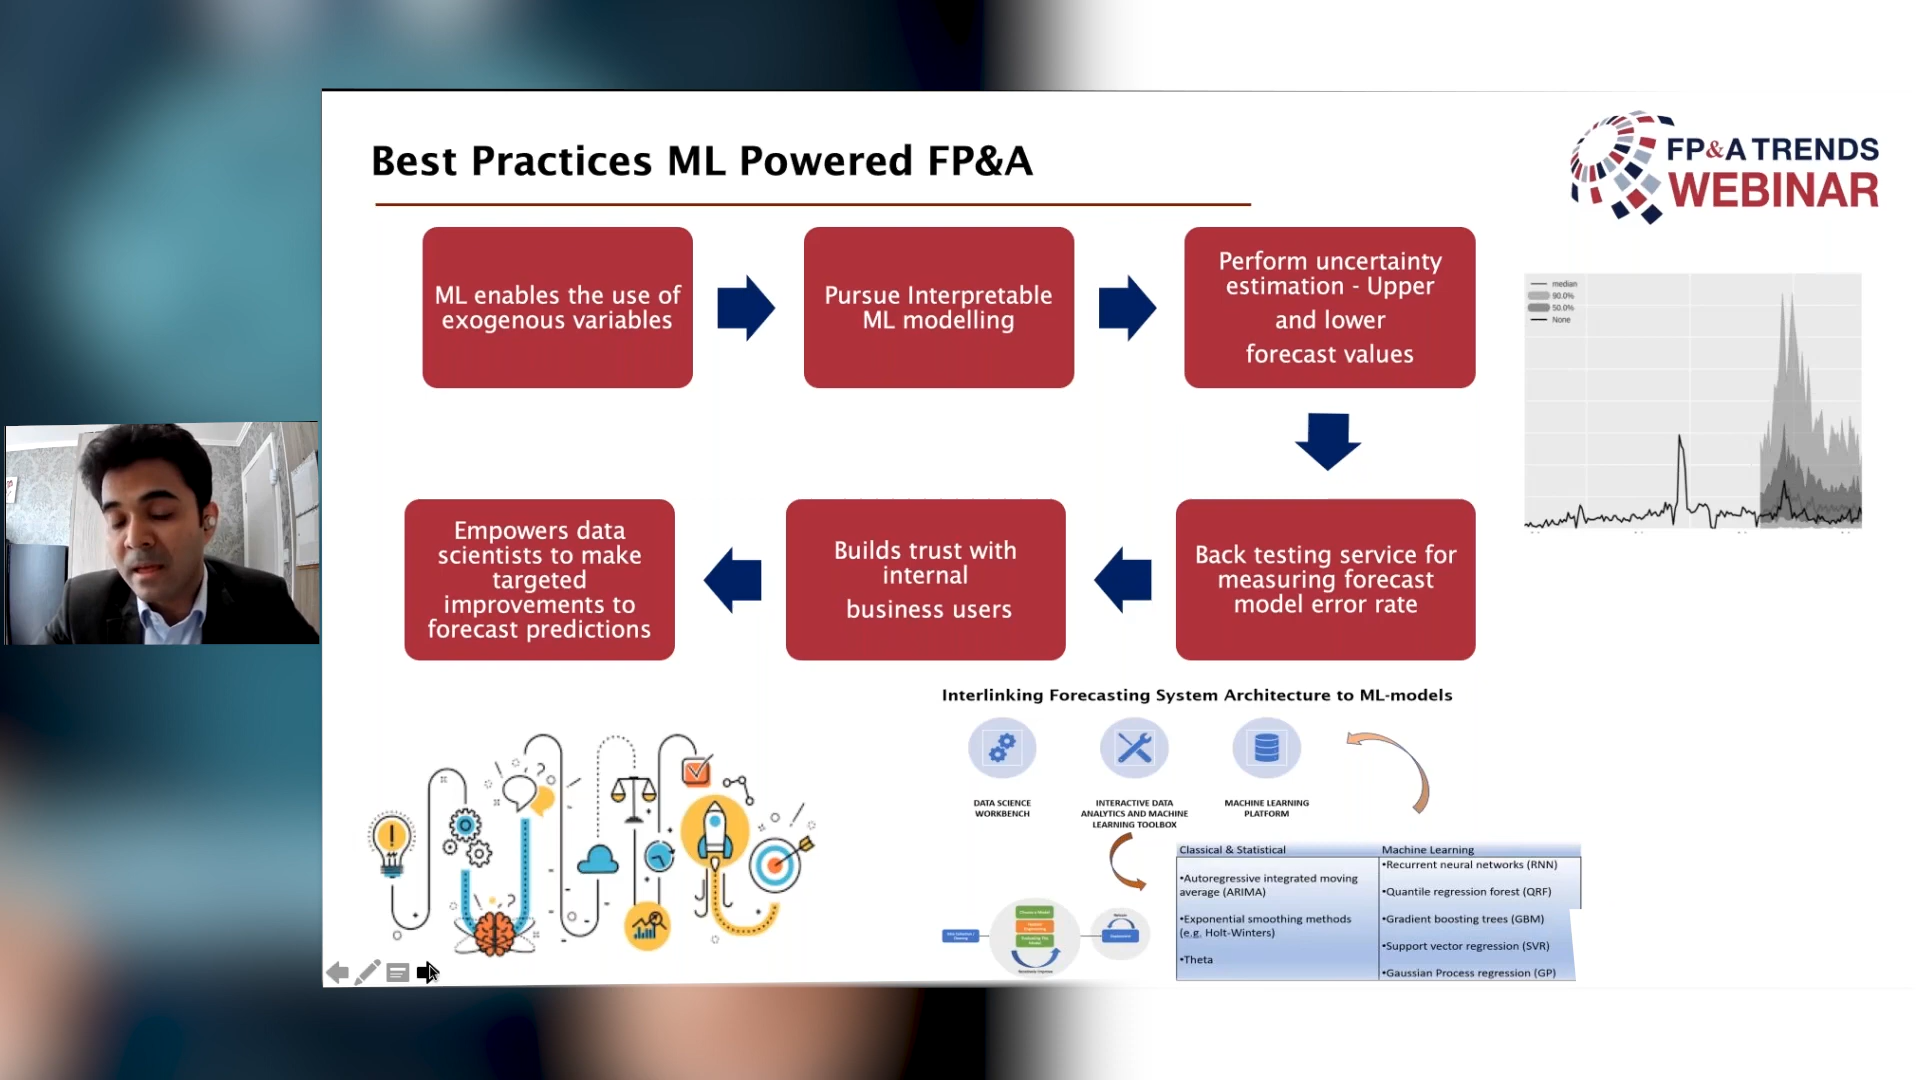 Best Practices ML Powered FP&A
FP&A TRENDS
WEBINAR
ML enables the use of
exogenous variables
Pursue Interpretable
ML modelling
Perform uncertainty
estimation - Upper
and lower
forecast values
median
90.0%
50.0%
None
Back testing service for
measuring forecast
model error rate
Builds trust with
internal
business users
Empowers data
scientists to make
targeted
improvements to
forecast predictions
Interlinking Forecasting System Architecture to ML-models
DATA SCIENCE
WORKBENCH
INTERACTIVE DATA
ANALYTICS AND MACHINE
LEARNING TOOLBOX
MACHINE LEARNING
PLATFORM
Classical & Statistical
•Autoregressive integrated moving
average (ARIMA)
•Exponential smoothing methods
(e.g. Holt-Winters)
•Theta
Machine Learning
•Recurrent neural networks (RNN)
•Quantile regression forest (QRF)
•Gradient boosting trees (GBM)
•Support vector regression (SVR)
•Gaussian Process regression (GP)